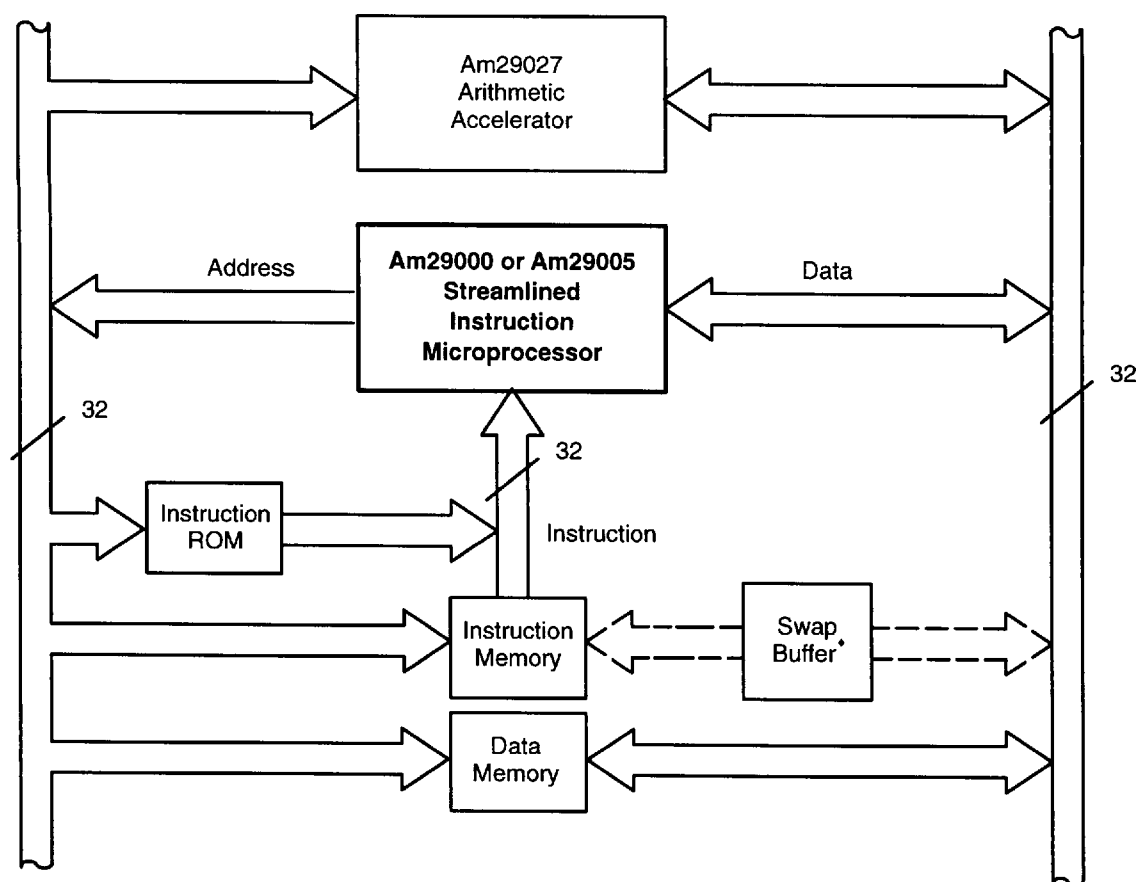 Am29027
Arithmetic
Accelerator
Address
Am29000 or Am29005
Streamlined
Instruction
Microprocessor
Data
32
32
32
Instruction
ROM
Instruction
Instruction
Memory
Swap
Buffer♦
Data
Memory